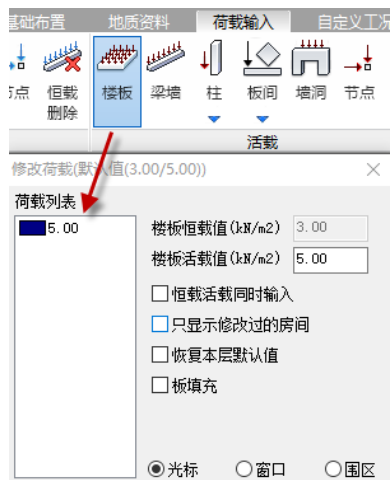 基础布置 地质资料 荷载输入 自定义工况
节点 恒载删除 楼板 梁墙 柱 板间 墙洞 节点
活载
修改荷载(默认值(3.00/5.00))
荷载列表
5.00
楼板恒载值(kN/m2) 3.00
楼板活载值(kN/m2) 5.00
恒载活载同时输入
只显示修改过的房间
恢复本层默认值
板填充
光标 窗口 围区